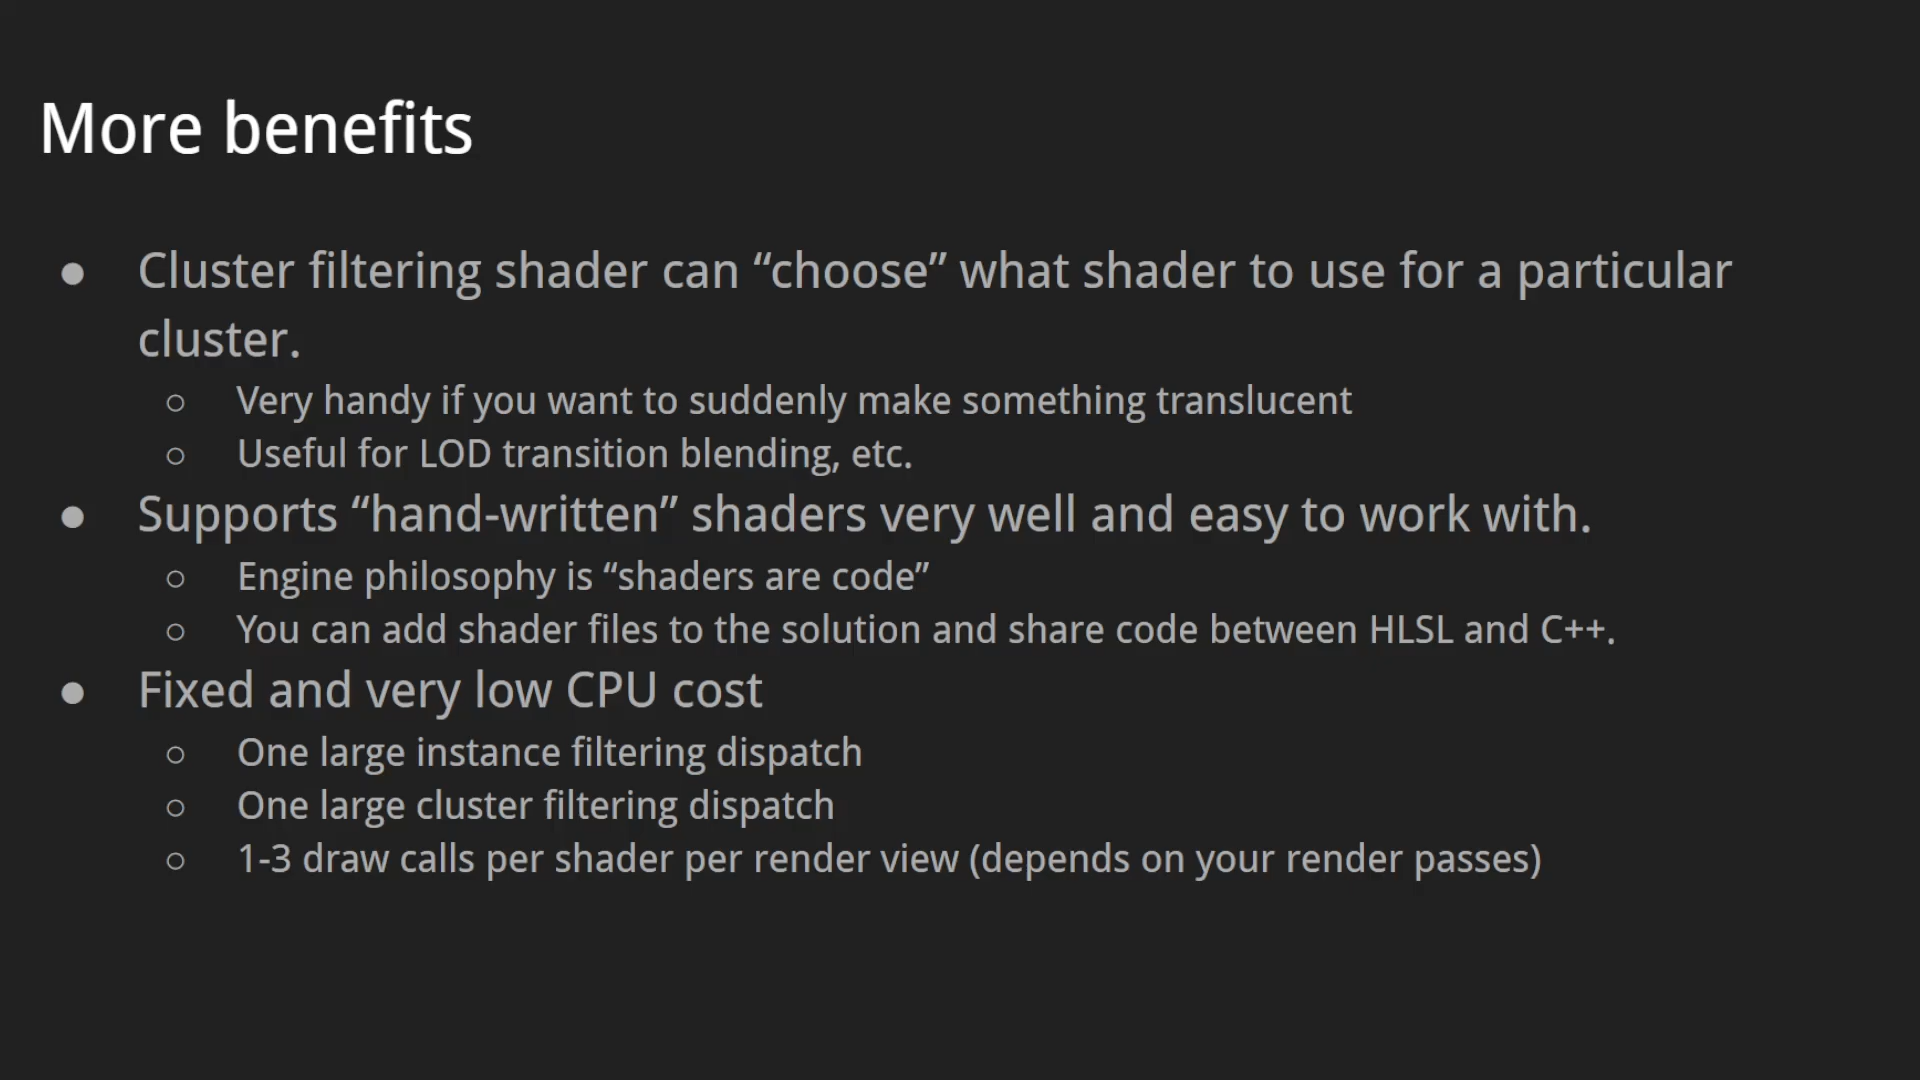 More benefits
● Cluster filtering shader can “choose” what shader to use for a particular
cluster.
○ Very handy if you want to suddenly make something translucent
○ Useful for LOD transition blending, etc.
● Supports “hand-written” shaders very well and easy to work with.
○ Engine philosophy is “shaders are code”
○ You can add shader files to the solution and share code between HLSL and C++.
● Fixed and very low CPU cost
○ One large instance filtering dispatch
○ One large cluster filtering dispatch
○ 1-3 draw calls per shader per render view (depends on your render passes)